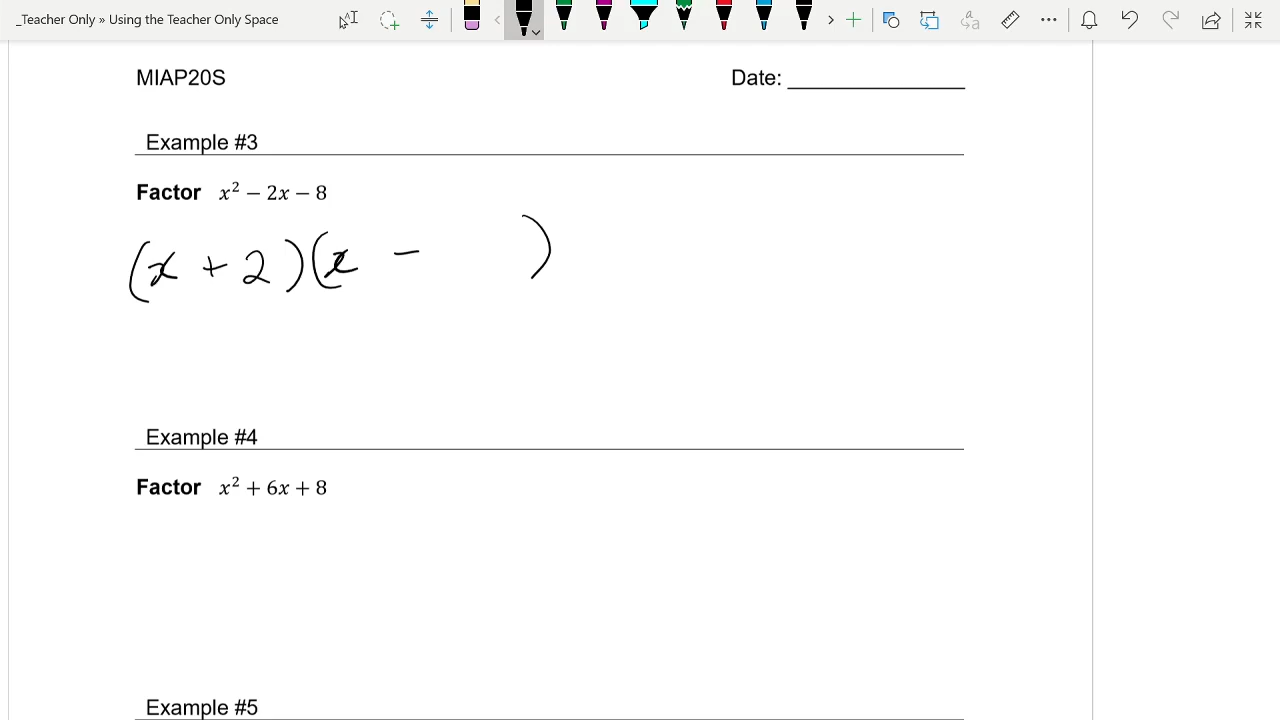 _Teacher Only » Using the Teacher Only Space
MIAP20S Date: _______________
Example #3
Factor x² − 2x − 8
(x + 2)(x − )
Example #4
Factor x² + 6x + 8
Example #5